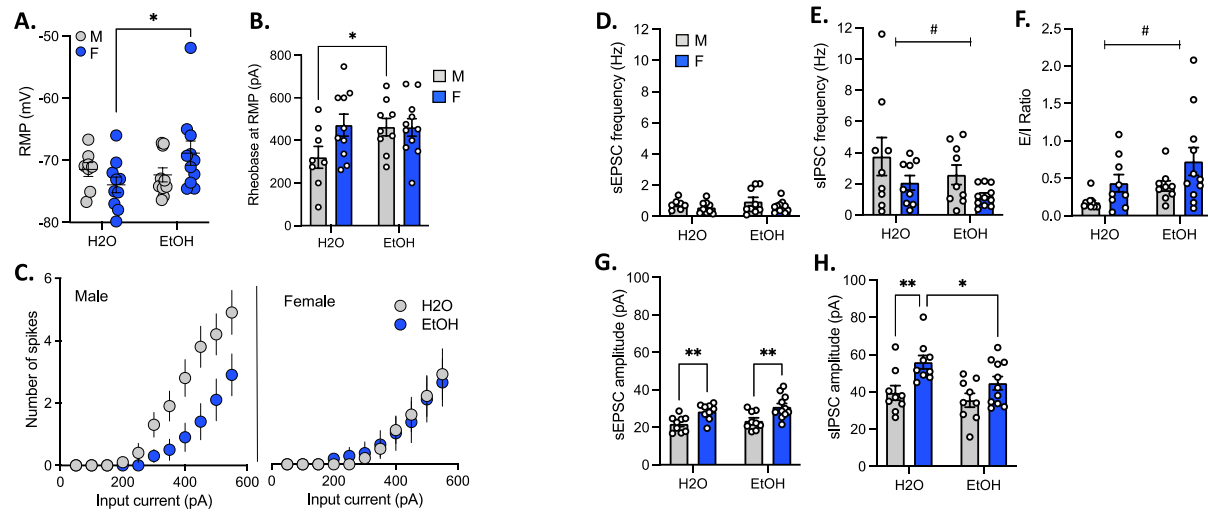 A.
*
M
F
-50
-60
-70
-80
RMP (mV)
H2O
EtOH
B.
*
800
600
400
200
0
Rheobase at RMP (pA)
M
F
H2O
EtOH
C.
Male
Female
H2O
EtOH
6
4
2
0
Number of spikes
0
200
400
600
Input current (pA)
0
200
400
600
Input current (pA)
D.
M
F
10
8
6
4
2
0
sEPSC frequency (Hz)
H2O
EtOH
E.
#
12
10
8
6
4
2
0
sIPSC frequency (Hz)
H2O
EtOH
F.
#
2.5
2.0
1.5
1.0
0.5
0.0
E/I Ratio
H2O
EtOH
G.
100
80
60
40
20
0
sEPSC amplitude (pA)
**
**
H2O
EtOH
H.
100
80
60
40
20
0
sIPSC amplitude (pA)
**
*
H2O
EtOH